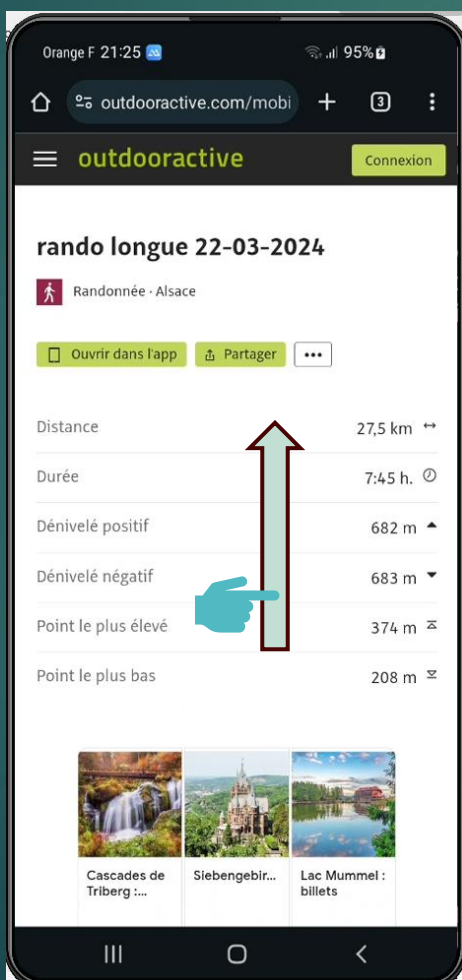 Orange F 21:25 95%
outdooractive.com/mobi 3
outdooractive Connexion
rando longue 22-03-2024
Randonnée · Alsace
Ouvrir dans l'app Partager •••
Distance 27,5 km
Durée 7:45 h.
Dénivelé positif 682 m
Dénivelé négatif 683 m
Point le plus élevé 374 m
Point le plus bas 208 m
Cascades de Triberg :...
Siebengebir...
Lac Mummel : billets